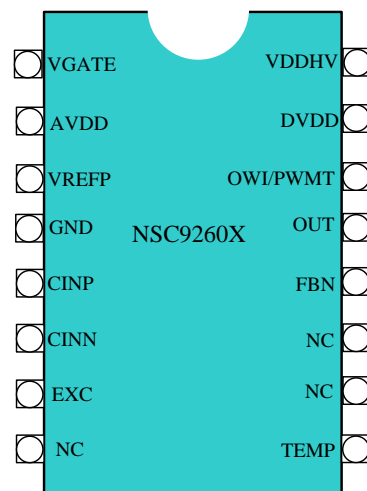 VGATE VDDHV
AVDD DVDD
VREFP OWI/PWMT
GND OUT
NSC9260X
CINP FBN
CINN NC
EXC NC
NC TEMP